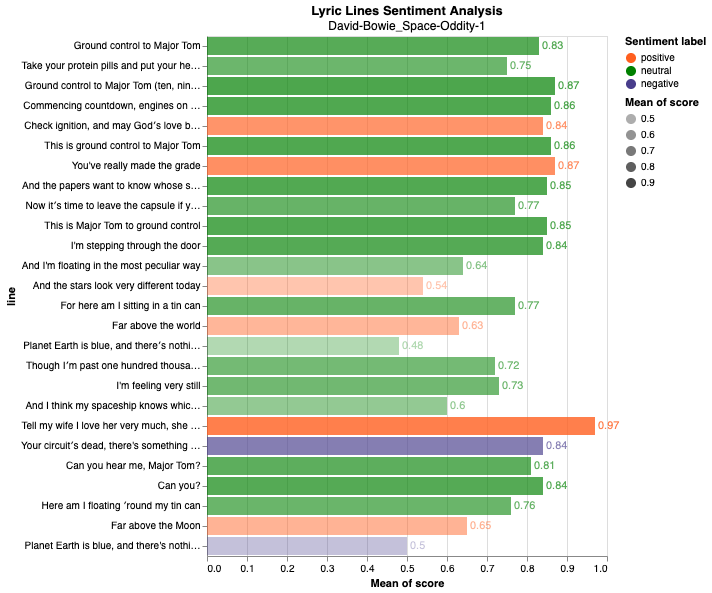 Lyric Lines Sentiment Analysis
David-Bowie_Space-Oddity-1
Ground control to Major Tom 0.83
Take your protein pills and put your he... 0.75
Ground control to Major Tom (ten, nin... 0.87
Commencing countdown, engines on ... 0.86
Check ignition, and may God′s love b... 0.84
This is ground control to Major Tom 0.86
You've really made the grade 0.87
And the papers want to know whose s... 0.85
Now it′s time to leave the capsule if y... 0.77
This is Major Tom to ground control 0.85
I'm stepping through the door 0.84
And I′m floating in the most peculiar way 0.64
And the stars look very different today 0.54
For here am I sitting in a tin can 0.77
Far above the world 0.63
Planet Earth is blue, and there′s nothi... 0.48
Though I′m past one hundred thousa... 0.72
I'm feeling very still 0.73
And I think my spaceship knows whic... 0.6
Tell my wife I love her very much, she ... 0.97
Your circuit′s dead, there's something ... 0.84
Can you hear me, Major Tom? 0.81
Can you? 0.84
Here am I floating ′round my tin can 0.76
Far above the Moon 0.65
Planet Earth is blue, and there's nothi... 0.5
line
0.0 0.1 0.2 0.3 0.4 0.5 0.6 0.7 0.8 0.9 1.0
Mean of score
Sentiment label
positive
neutral
negative
Mean of score
0.5
0.6
0.7
0.8
0.9